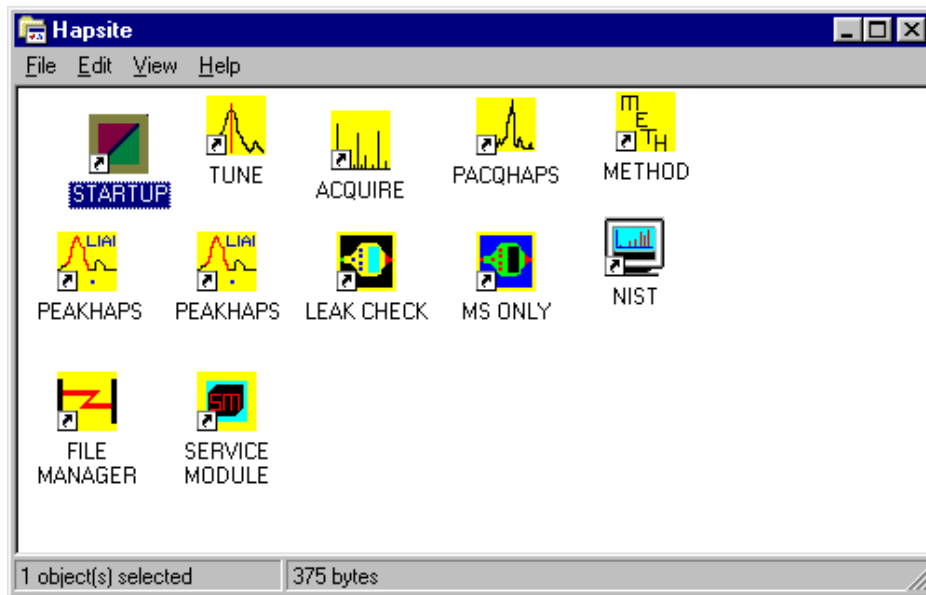 Hapsite
File Edit View Help
STARTUP
TUNE
ACQUIRE
PACQHAPS
METH
METHOD
LIAI
PEAKHAPS
LIAI
PEAKHAPS
LEAK CHECK
MS ONLY
NIST
FILE
MANAGER
SM
SERVICE
MODULE
1 object(s) selected
375 bytes